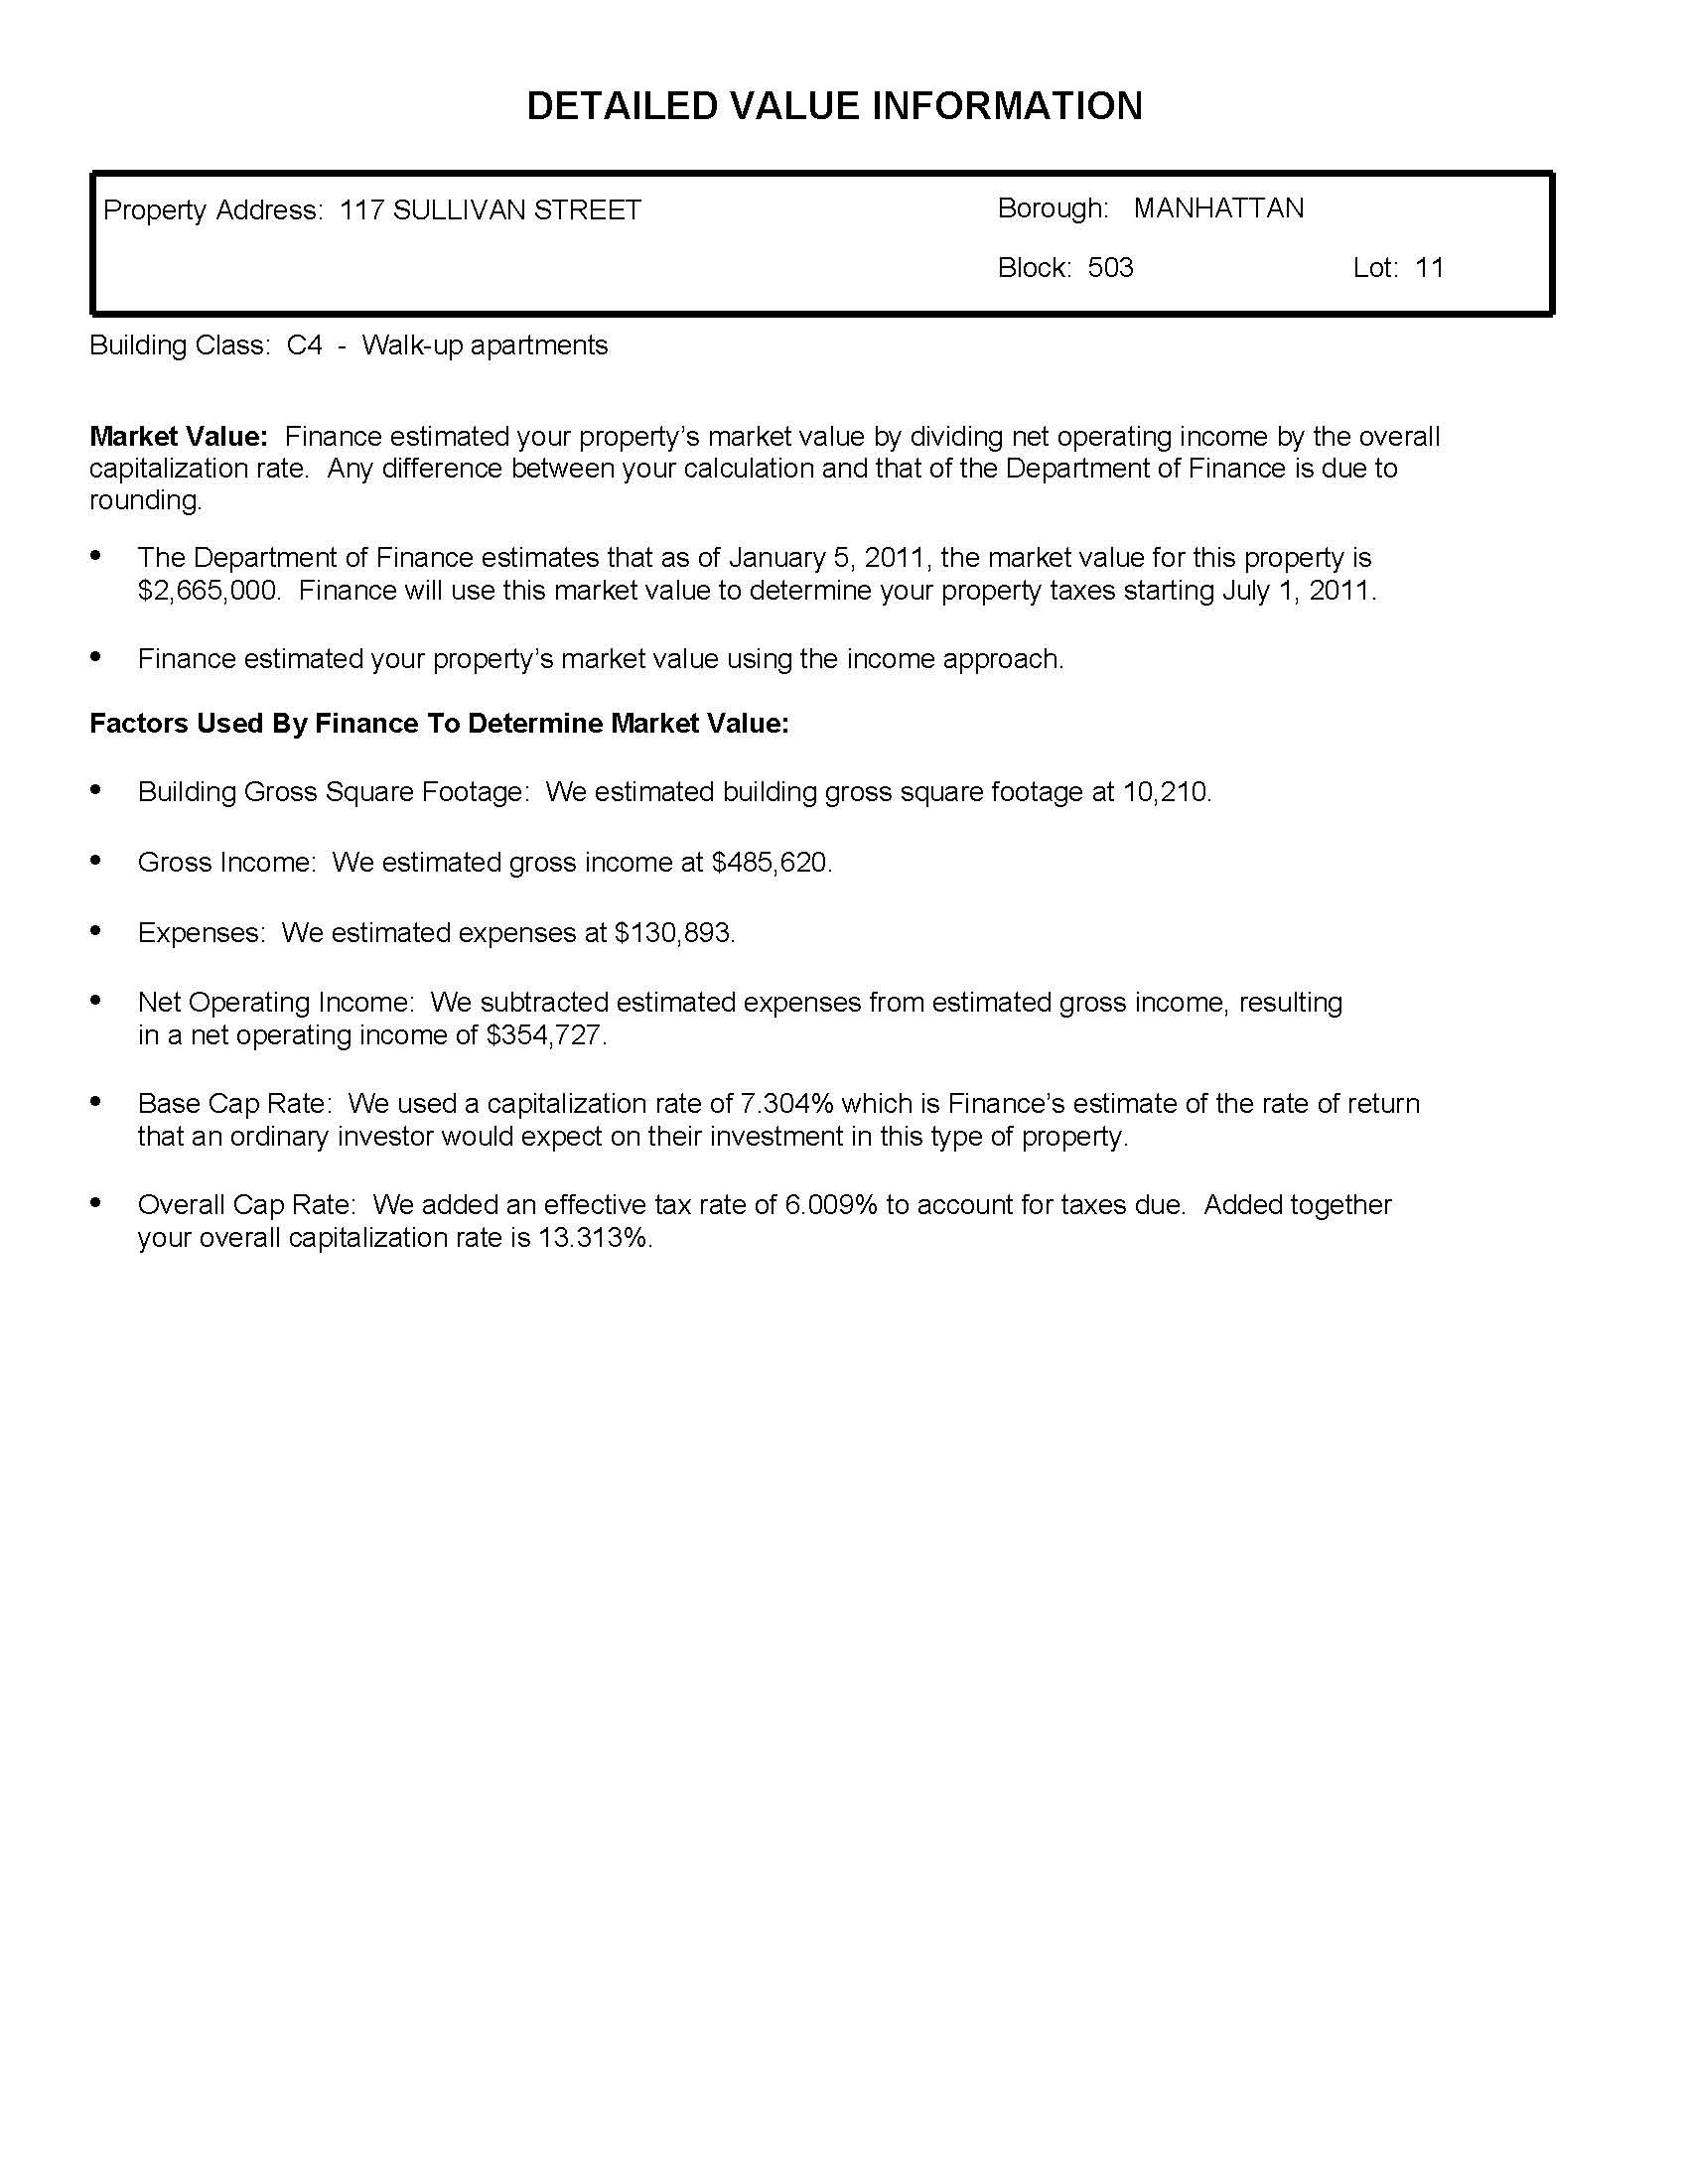 DETAILED VALUE INFORMATION
Property Address: 117 SULLIVAN STREET
Borough: MANHATTAN
Block: 503 Lot: 11
Building Class: C4 - Walk-up apartments
Market Value: Finance estimated your property’s market value by dividing net operating income by the overall
capitalization rate. Any difference between your calculation and that of the Department of Finance is due to
rounding.
• The Department of Finance estimates that as of January 5, 2011, the market value for this property is
$2,665,000. Finance will use this market value to determine your property taxes starting July 1, 2011.
• Finance estimated your property’s market value using the income approach.
Factors Used By Finance To Determine Market Value:
• Building Gross Square Footage: We estimated building gross square footage at 10,210.
• Gross Income: We estimated gross income at $485,620.
• Expenses: We estimated expenses at $130,893.
• Net Operating Income: We subtracted estimated expenses from estimated gross income, resulting
in a net operating income of $354,727.
• Base Cap Rate: We used a capitalization rate of 7.304% which is Finance’s estimate of the rate of return
that an ordinary investor would expect on their investment in this type of property.
• Overall Cap Rate: We added an effective tax rate of 6.009% to account for taxes due. Added together
your overall capitalization rate is 13.313%.